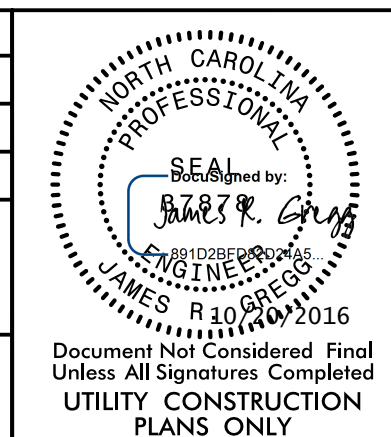 NORTH CAROLINA
PROFESSIONAL
SEAL
DocuSigned by:
James R. Gregg
891D2BFD82D24A5...
ENGINEER
JAMES R. GREGG
10/20/2016
Document Not Considered Final
Unless All Signatures Completed
UTILITY CONSTRUCTION
PLANS ONLY